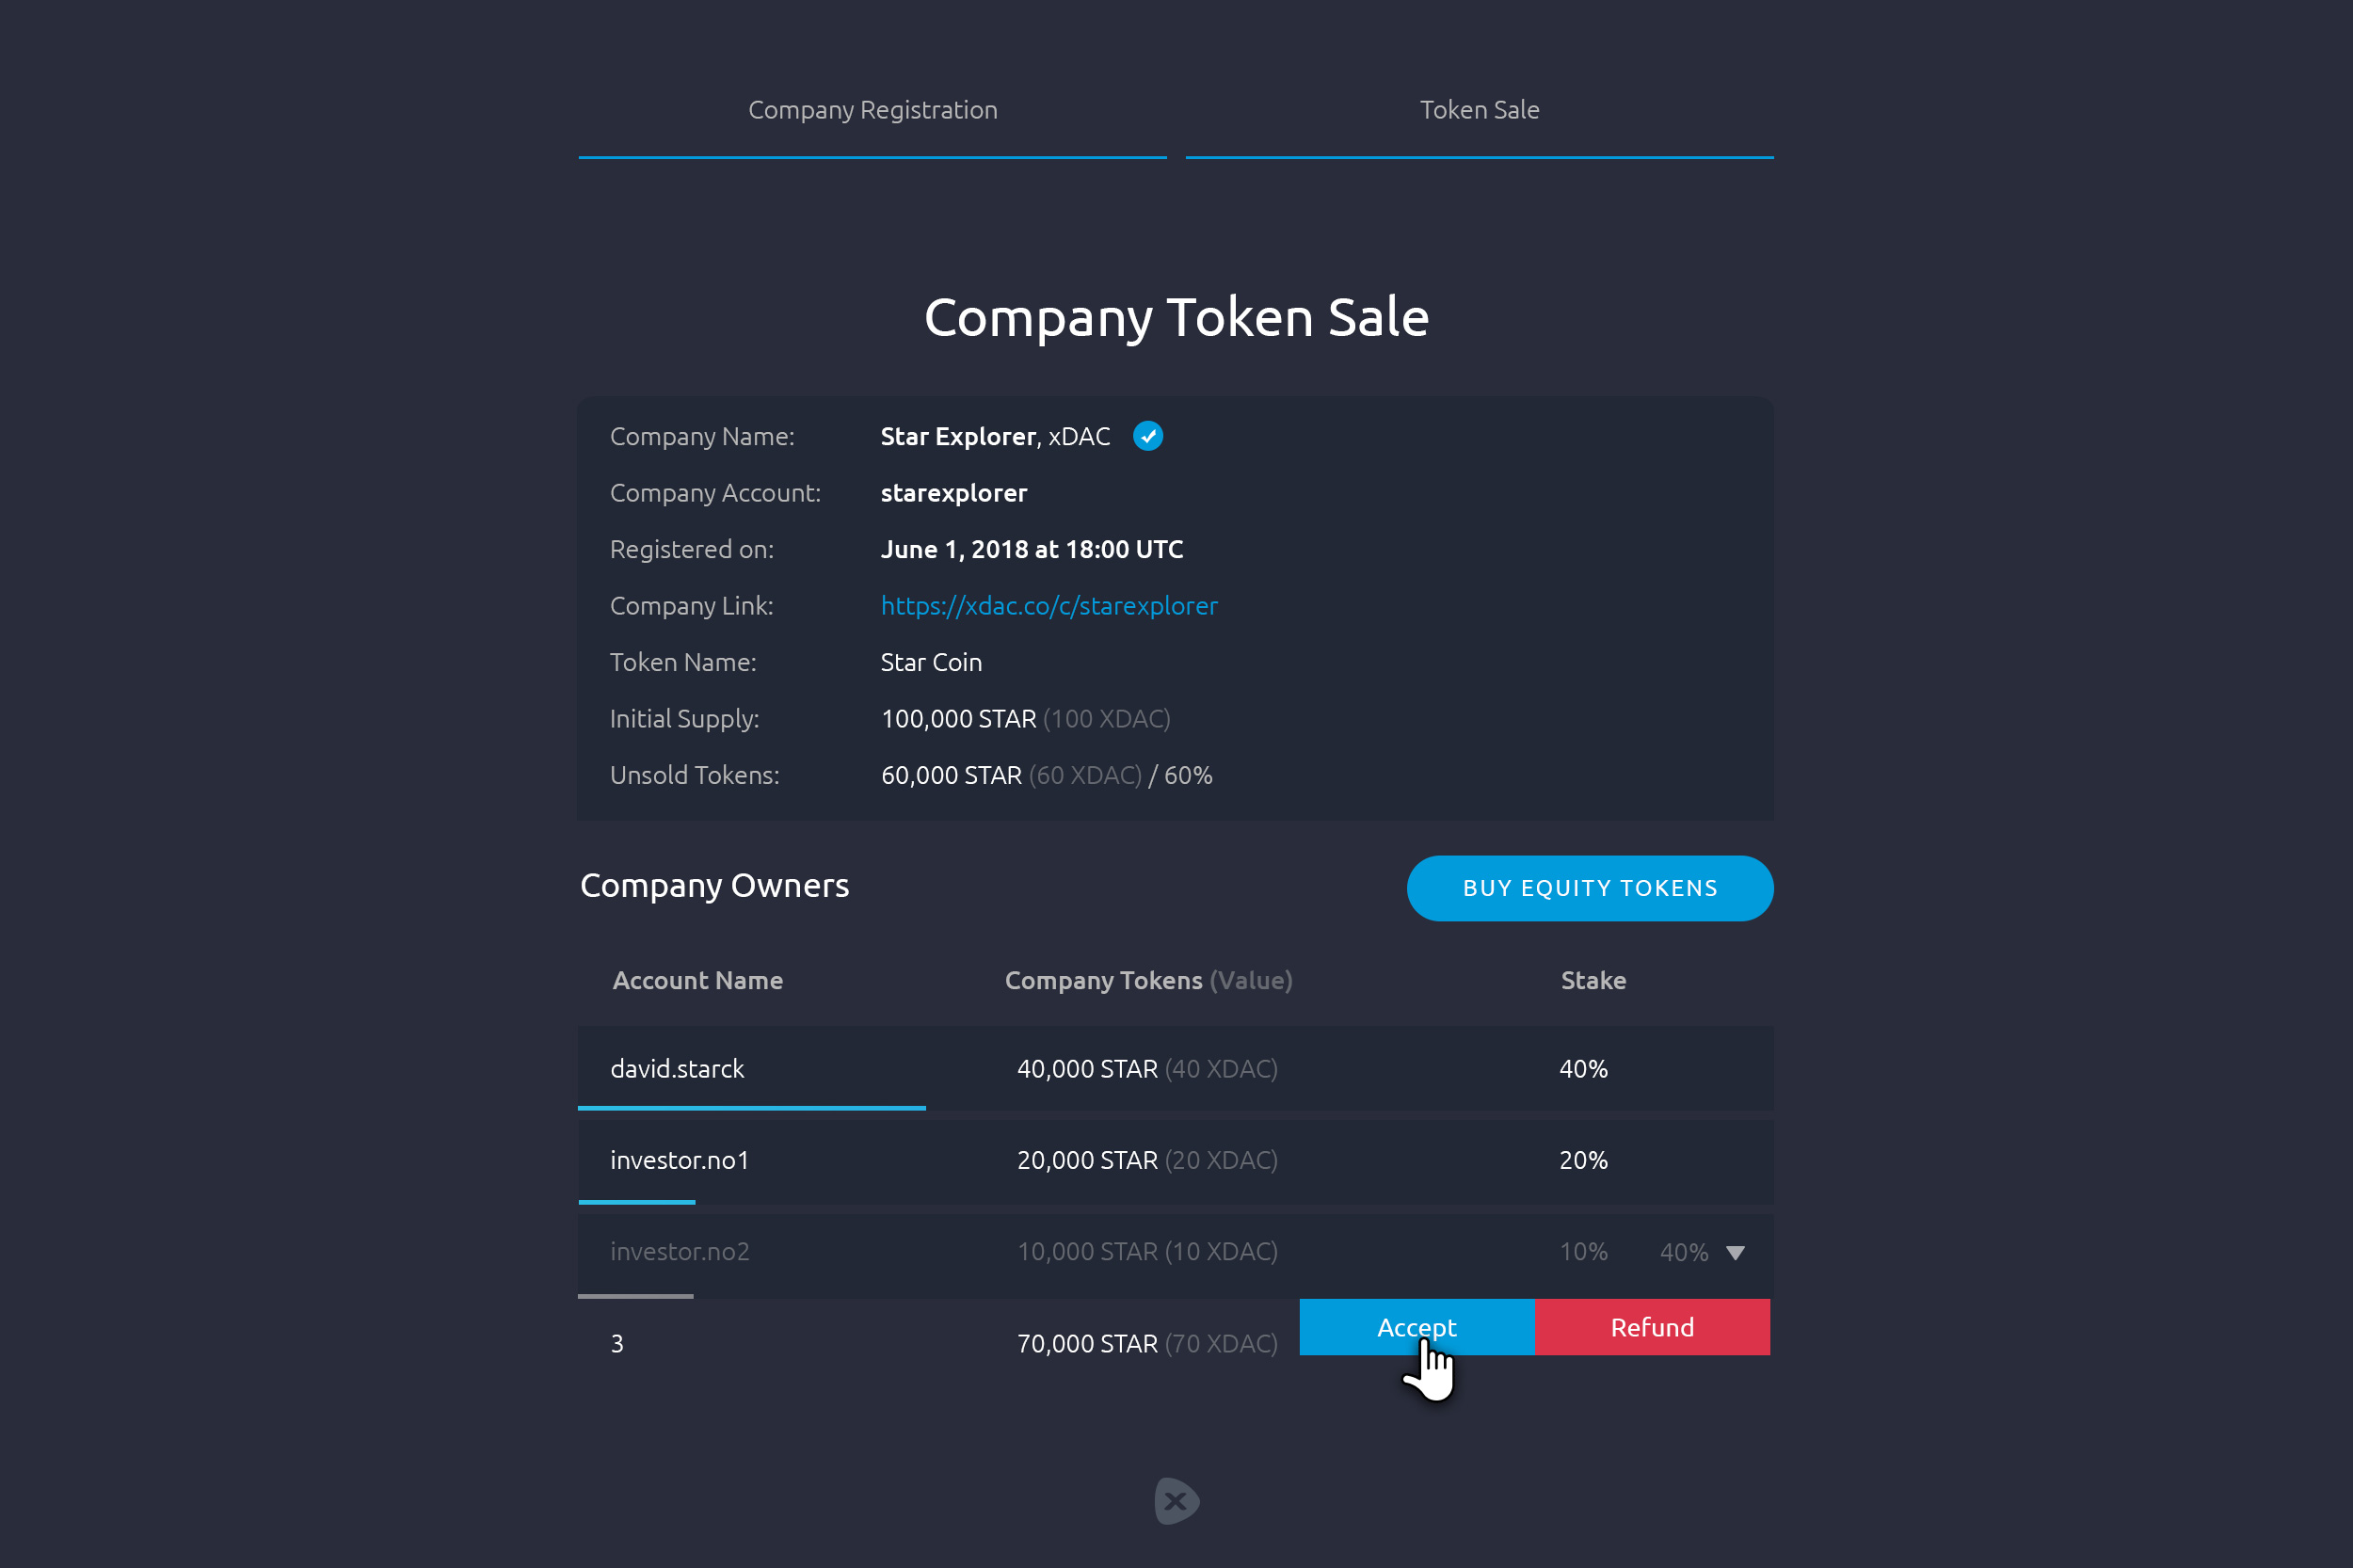 Company Registration Token Sale
Company Token Sale
Company Name: Star Explorer, xDAC
Company Account: starexplorer
Registered on: June 1, 2018 at 18:00 UTC
Company Link: https://xdac.co/c/starexplorer
Token Name: Star Coin
Initial Supply: 100,000 STAR (100 XDAC)
Unsold Tokens: 60,000 STAR (60 XDAC) / 60%
Company Owners BUY EQUITY TOKENS
Account Name Company Tokens (Value) Stake
david.starck 40,000 STAR (40 XDAC) 40%
investor.no1 20,000 STAR (20 XDAC) 20%
investor.no2 10,000 STAR (10 XDAC) 10% 40%
Accept Refund
3 70,000 STAR (70 XDAC)
x